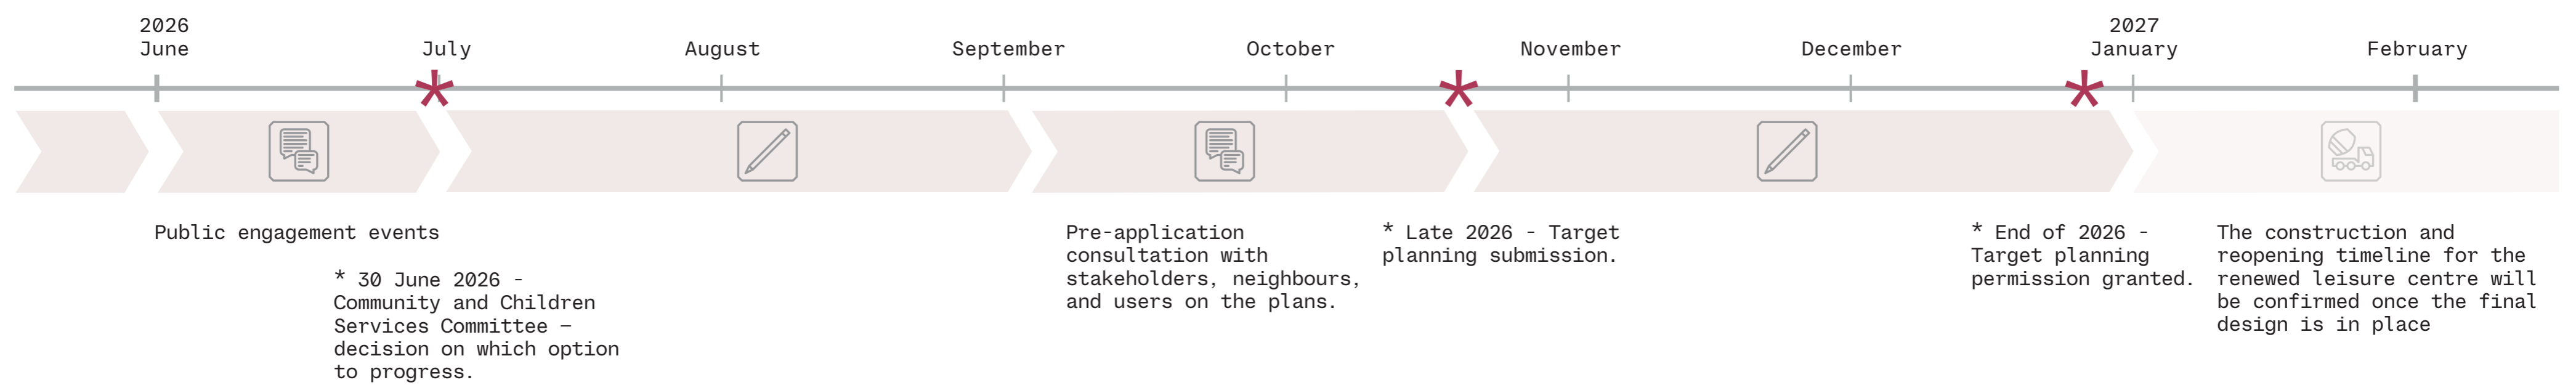 2026
June
July
August
September
October
November
December
2027
January
February
Public engagement events
* 30 June 2026 -
Community and Children
Services Committee –
decision on which option
to progress.
Pre-application
consultation with
stakeholders, neighbours,
and users on the plans.
* Late 2026 - Target
planning submission.
* End of 2026 -
Target planning
permission granted.
The construction and
reopening timeline for the
renewed leisure centre will
be confirmed once the final
design is in place